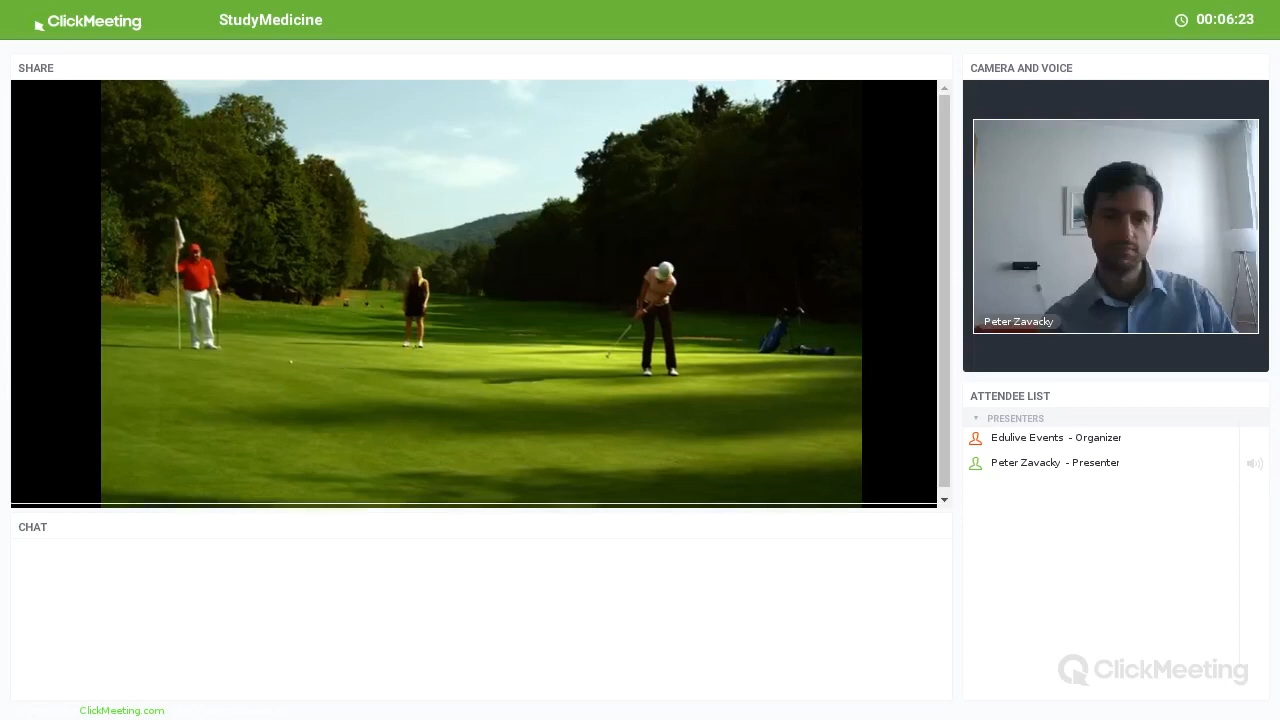 ClickMeeting
StudyMedicine
00:06:23
SHARE
CAMERA AND VOICE
Peter Zavacky
ATTENDEE LIST
PRESENTERS
Edulive Events - Organizer
Peter Zavacky - Presenter
CHAT
ClickMeeting
ClickMeeting.com